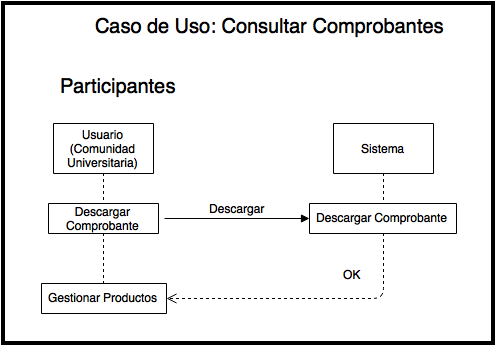 Caso de Uso: Consultar Comprobantes
Participantes
Usuario
(Comunidad
Universitaria)
Sistema
Descargar
Comprobante
Descargar
Descargar Comprobante
OK
Gestionar Productos